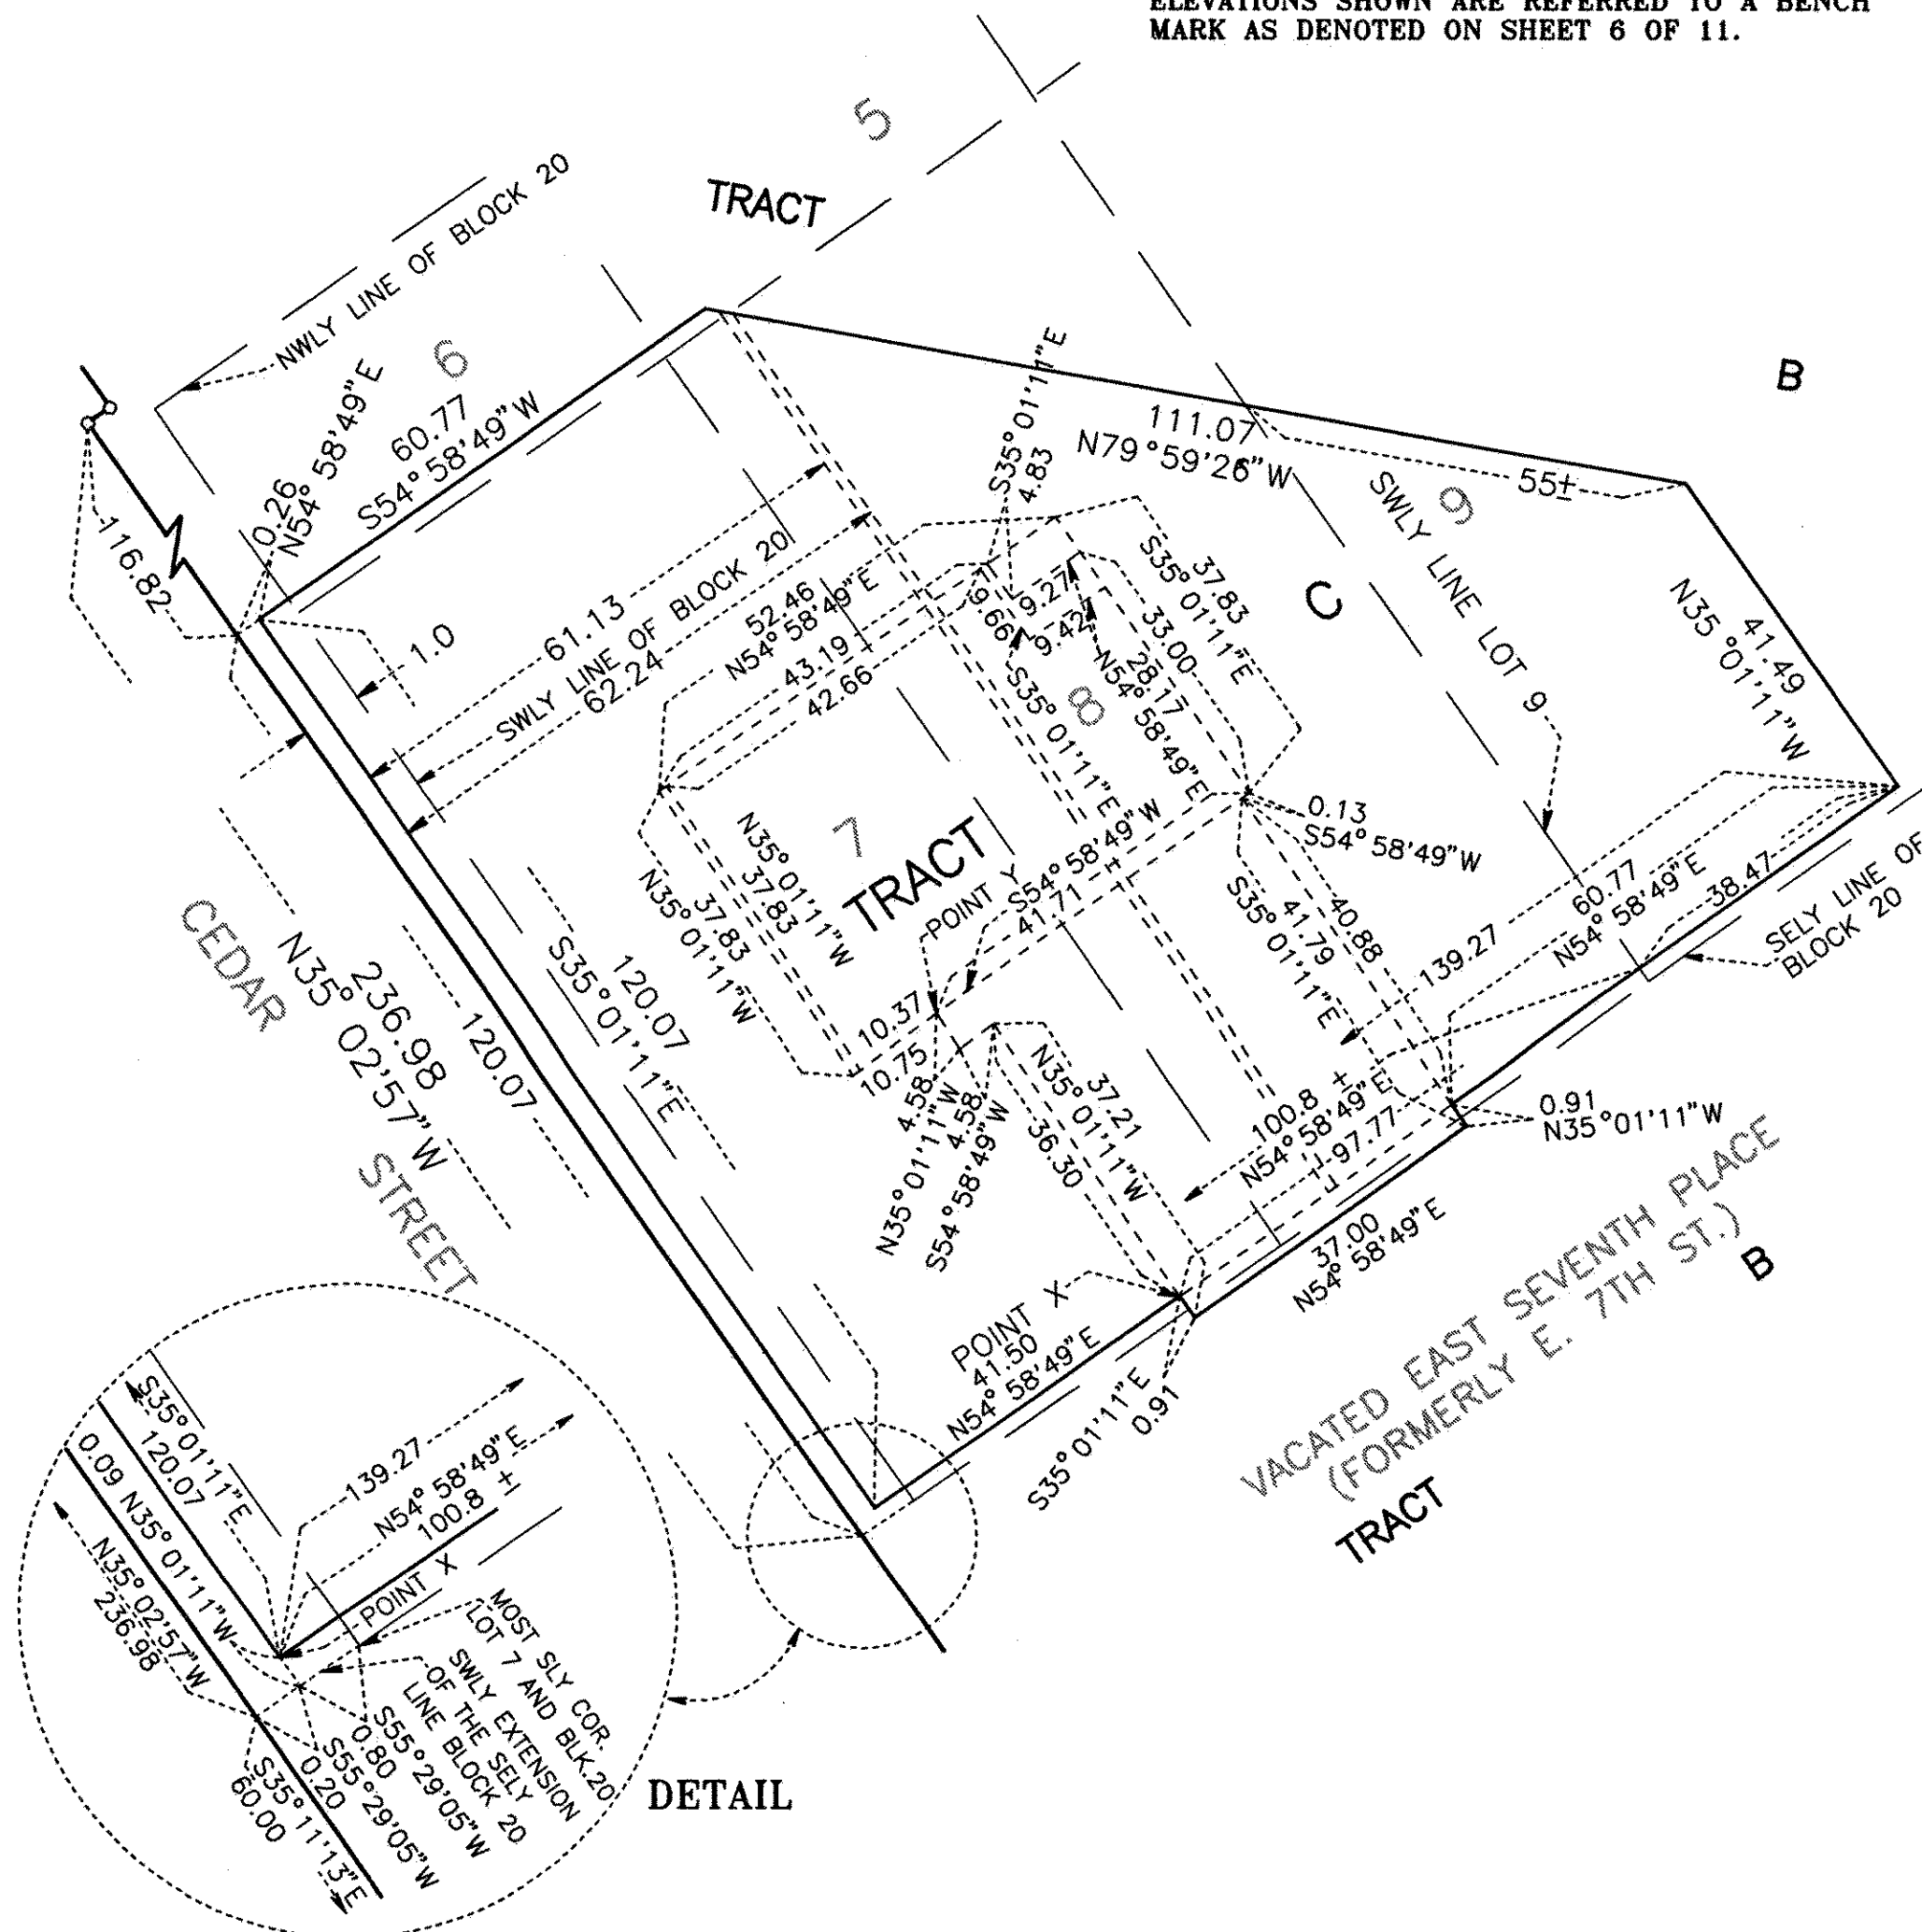 ELEVATIONS SHOWN ARE REFERRED TO A BENCH
MARK AS DENOTED ON SHEET 6 OF 11.
5
TRACT
NWLY LINE OF BLOCK 20
6
B
60.77
S54°58'49"W
0.26
N54°58'49"E
116.82
1.0
111.07
N79°59'26"W
55±
S35°01'11"E
4.83
SWLY LINE LOT 9
9
C
N35°01'11"W
41.49
61.13
SWLY LINE OF BLOCK 20
62.24
52.46
N54°58'49"E
43.19
42.66
9.66
9.27
9.42
S35°01'11"E
37.83
S35°01'11"E
33.00
28.17
N54°58'49"E
8
7
TRACT
N35°01'11"W
37.83
37.83
N35°01'11"W
POINT Y
S54°58'49"W
41.71
0.13
S54°58'49"W
S35°01'11"E
41.79
40.88
139.27
60.77
N54°58'49"E
38.47
SELY LINE OF
BLOCK 20
CEDAR
STREET
236.98
N35°02'57"W
120.07
120.07
S35°01'11"E
10.37
10.75
4.58
N35°01'11"W
4.58
S54°58'49"W
37.21
N35°01'11"W
36.30
100.8 ±
N54°58'49"E
97.77
0.91
N35°01'11"W
37.00
N54°58'49"E
POINT X
41.50
N54°58'49"E
S35°01'11"E
0.91
VACATED EAST SEVENTH PLACE
(FORMERLY E. 7TH ST.)
B
TRACT
S35°01'11"E
120.07
0.09 N35°01'11"W
139.27
N54°58'49"E
100.8 ±
POINT X
N35°02'57"W
236.98
MOST SLY COR.
LOT 7 AND BLK.20
SWLY EXTENSION
OF THE SELY
LINE BLOCK 20
S55°29'05"W
0.80
S55°29'05"W
0.20
S35°11'13"E
60.00
DETAIL